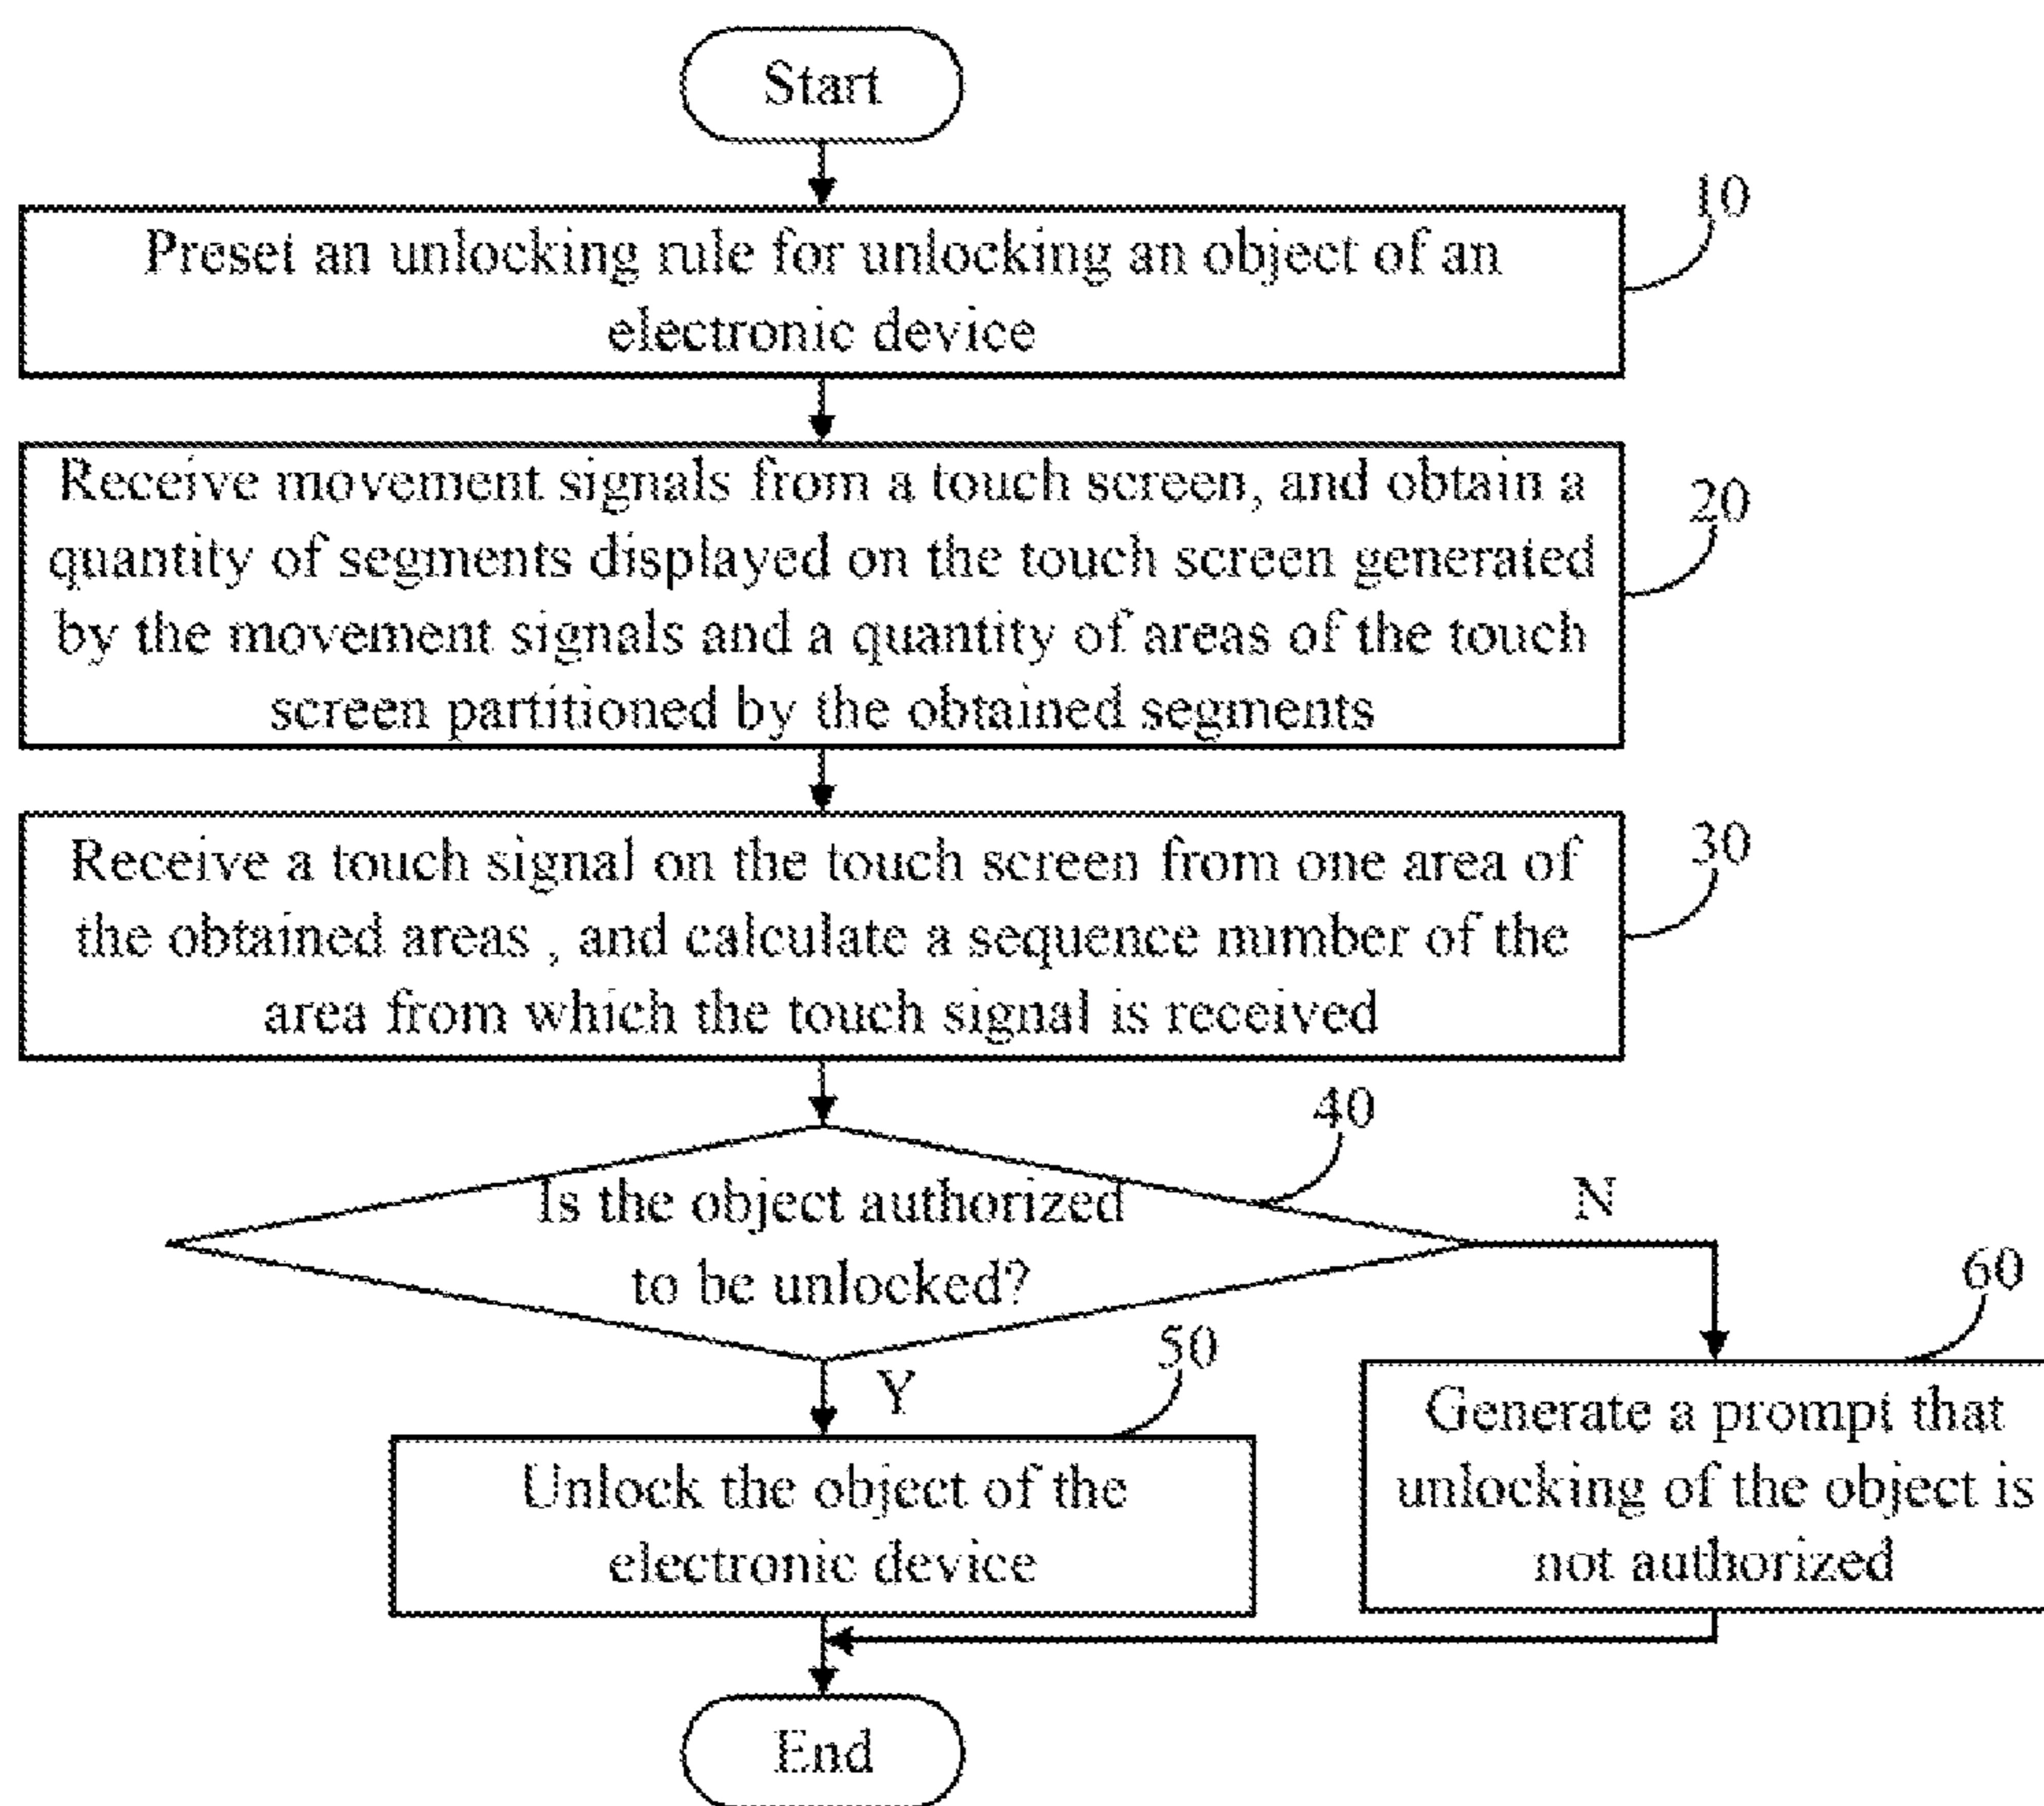 Start
10
Preset an unlocking rule for unlocking an object of an
electronic device
20
Receive movement signals from a touch screen, and obtain a
quantity of segments displayed on the touch screen generated
by the movement signals and a quantity of areas of the touch
screen partitioned by the obtained segments
30
Receive a touch signal on the touch screen from one area of
the obtained areas , and calculate a sequence number of the
area from which the touch signal is received
40
Is the object authorized
to be unlocked?
N
Y
50
Unlock the object of the
electronic device
60
Generate a prompt that
unlocking of the object is
not authorized
End